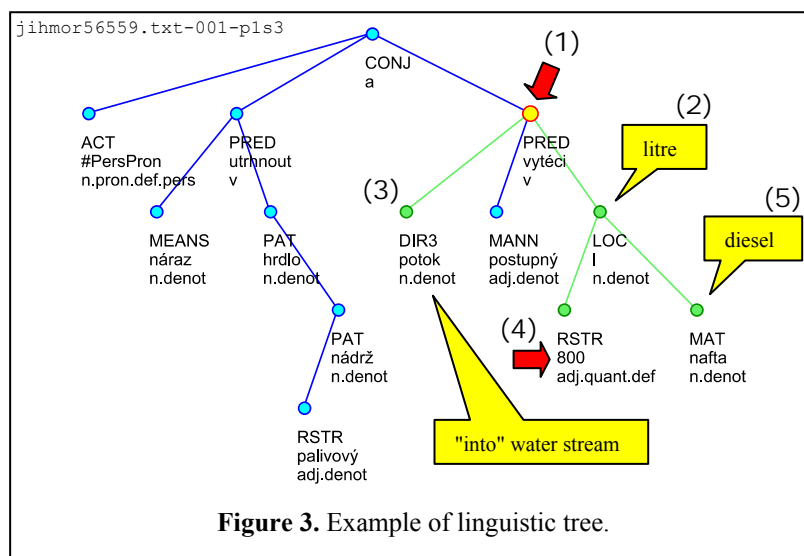 jihmor56559.txt-001-p1s3
(1)
CONJ
a
(2)
litre
ACT
#PersPron
n.pron.def.pers
PRED
utrhnout
v
PRED
vytéci
v
(3)
(5)
diesel
MEANS
náraz
n.denot
PAT
hrdlo
n.denot
DIR3
potok
n.denot
MANN
postupný
adj.denot
LOC
l
n.denot
(4)
PAT
nádrž
n.denot
RSTR
800
adj.quant.def
MAT
nafta
n.denot
RSTR
palivový
adj.denot
"into" water stream
Figure 3. Example of linguistic tree.